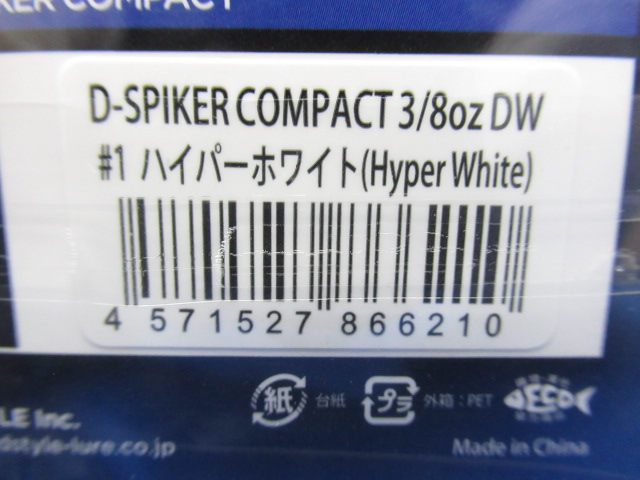 KER COMPACT
D-SPIKER COMPACT 3/8oz DW
#1 ハイパーホワイト(Hyper White)
4 571527 866210
紙 台紙 プラ 外箱:PET ECO
LE Inc.
dstyle-lure.co.jp
Made in China